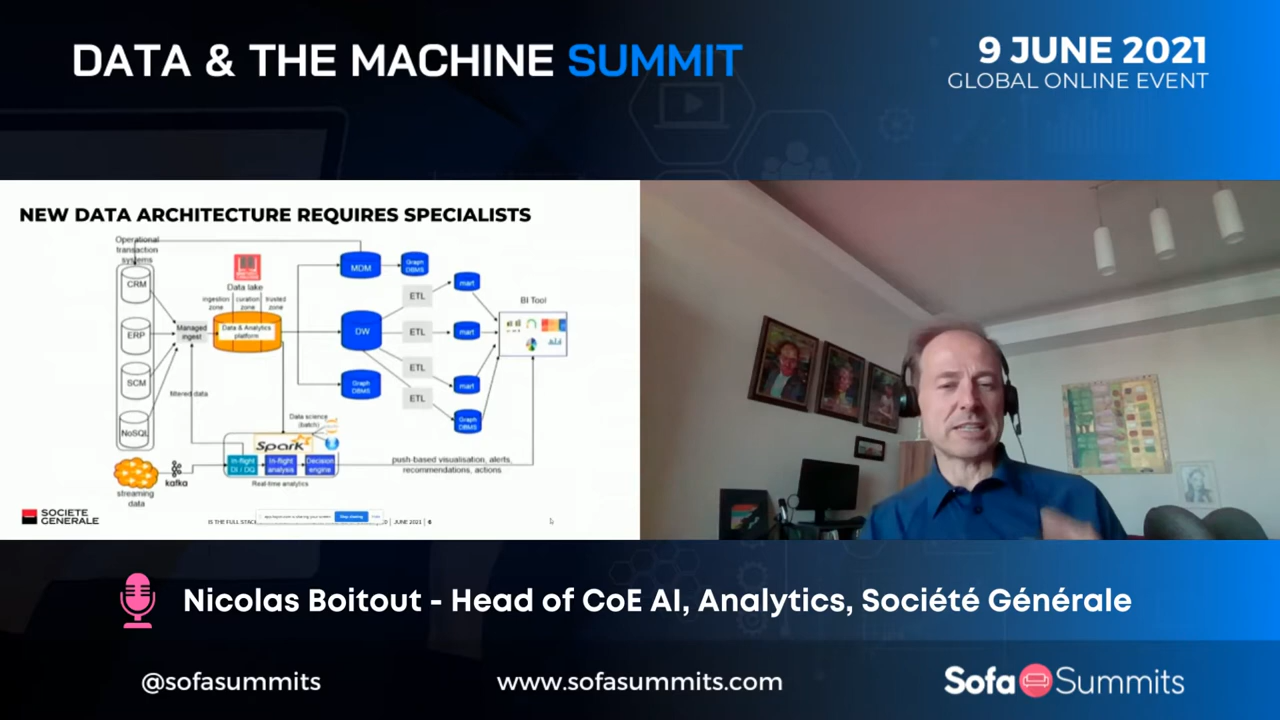 DATA & THE MACHINE SUMMIT
9 JUNE 2021
GLOBAL ONLINE EVENT
NEW DATA ARCHITECTURE REQUIRES SPECIALISTS
Operational
transaction
systems
CRM
ERP
SCM
NoSQL
streaming
data
kafka
Managed
ingest
filtered data
Data lake
ingestion
zone
curation
zone
trusted
zone
Data & Analytics
platform
MDM
Graph
DBMS
DW
Graph
DBMS
ETL
ETL
ETL
ETL
mart
mart
mart
Graph
DBMS
BI Tool
Data science
(batch)
Spark
In-flight
DI / DQ
In-flight
analysis
Decision
engine
Real-time analytics
push-based visualisation, alerts,
recommendations, actions
SOCIETE
GENERALE
IS THE FULL STACK
JUNE 2021 | 6
Stop sharing
Nicolas Boitout - Head of CoE AI, Analytics, Société Générale
@sofasummits
www.sofasummits.com
Sofa Summits